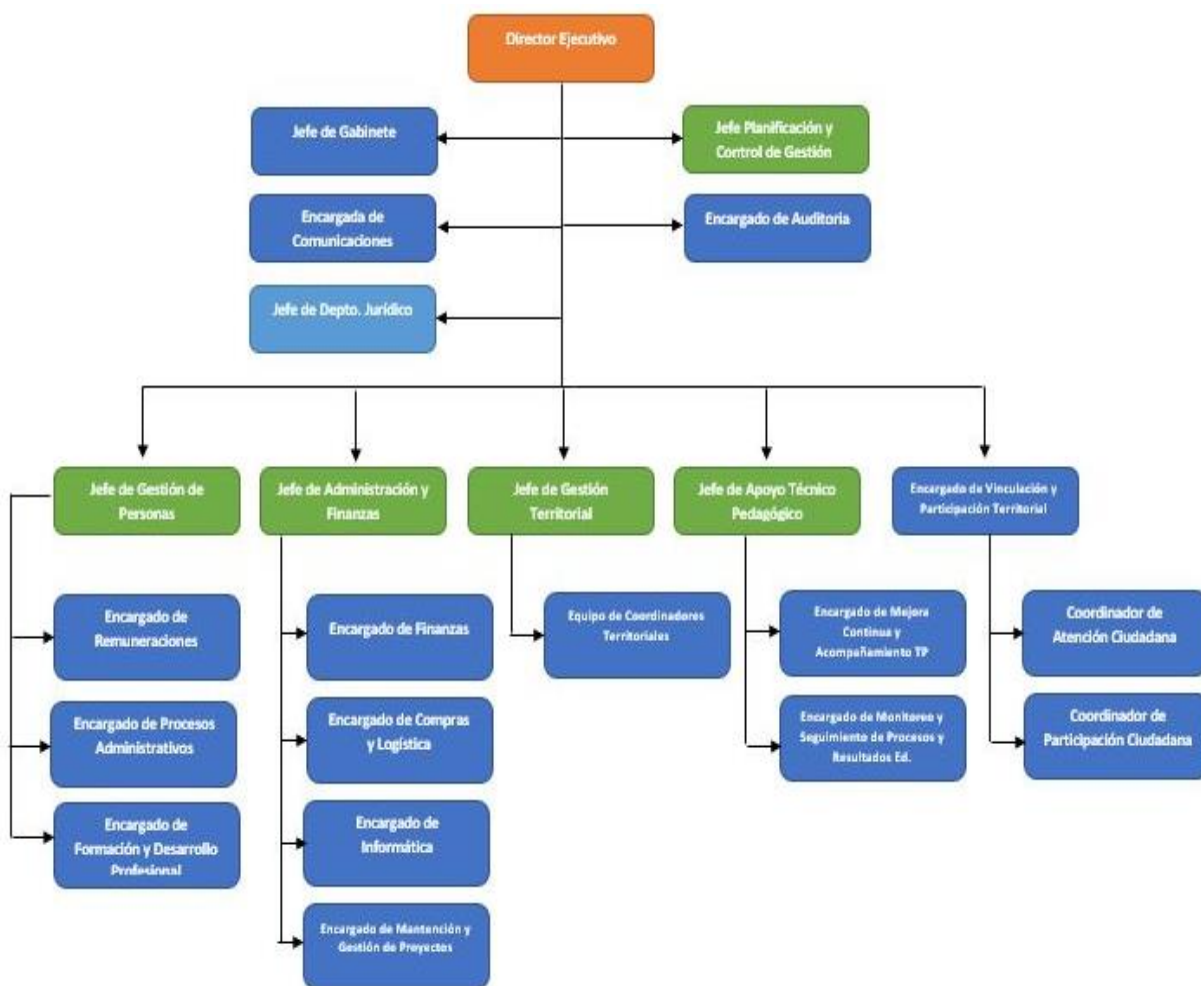 Director Ejecutivo
Jefe de Gabinete
Jefe Planificación y
Control de Gestión
Encargada de
Comunicaciones
Encargado de Auditoria
Jefe de Depto. Jurídico
Jefe de Gestión de
Personas
Jefe de Administración y
Finanzas
Jefe de Gestión
Territorial
Jefe de Apoyo Técnico
Pedagógico
Encargado de Vinculación y
Participación Territorial
Encargado de
Remuneraciones
Encargado de Finanzas
Equipo de Coordinadores
Territoriales
Encargado de Mejora
Continua y
Acompañamiento TP
Coordinador de
Atención Ciudadana
Encargado de Procesos
Administrativos
Encargado de Compras
y Logística
Encargado de Monitoreo y
Seguimiento de Procesos y
Resultados Ed.
Coordinador de
Participación Ciudadana
Encargado de
Formación y Desarrollo
Profesional
Encargado de
Informática
Encargado de Mantención y
Gestión de Proyectos